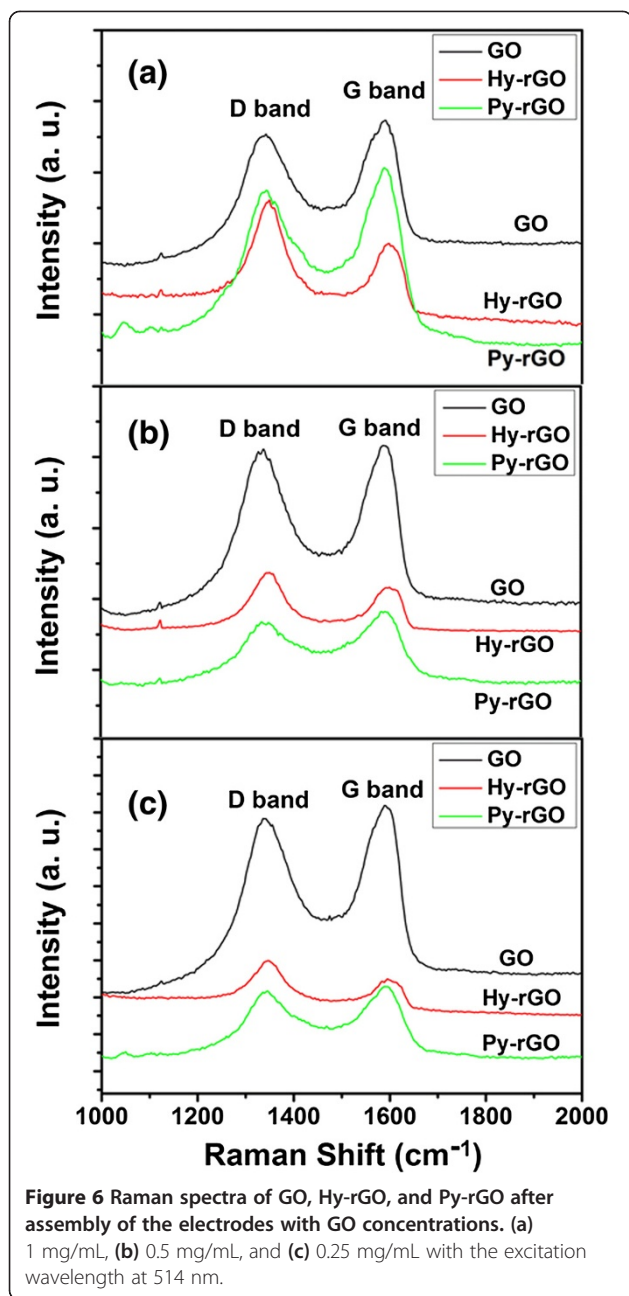 GO
Hy-rGO
Py-rGO
(a)
D band
G band
GO
Hy-rGO
Py-rGO
Intensity (a. u.)
GO
Hy-rGO
Py-rGO
(b)
D band
G band
GO
Hy-rGO
Py-rGO
Intensity (a. u.)
GO
Hy-rGO
Py-rGO
(c)
D band
G band
GO
Hy-rGO
Py-rGO
Intensity (a. u.)
1000 1200 1400 1600 1800 2000
Raman Shift (cm⁻¹)
Figure 6 Raman spectra of GO, Hy-rGO, and Py-rGO after
assembly of the electrodes with GO concentrations. (a)
1 mg/mL, (b) 0.5 mg/mL, and (c) 0.25 mg/mL with the excitation
wavelength at 514 nm.